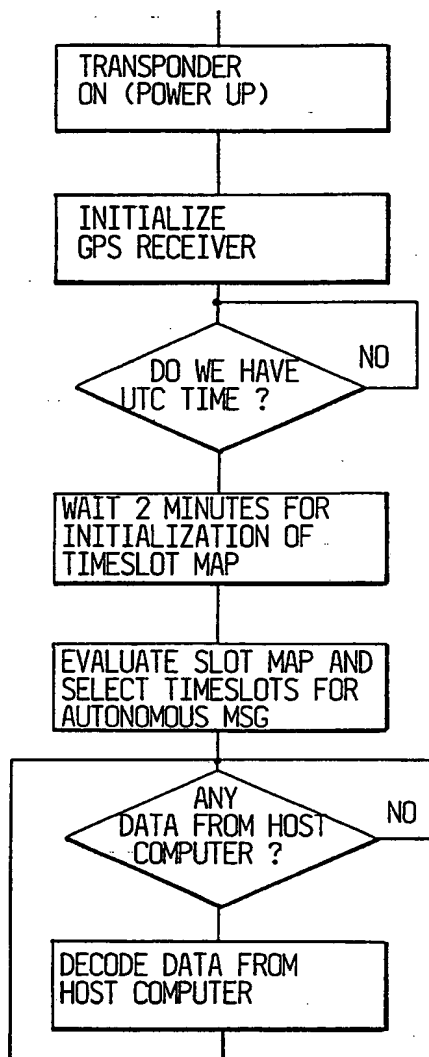 TRANSPONDER
ON (POWER UP)
INITIALIZE
GPS RECEIVER
DO WE HAVE
UTC TIME ?
NO
WAIT 2 MINUTES FOR
INITIALIZATION OF
TIMESLOT MAP
EVALUATE SLOT MAP AND
SELECT TIMESLOTS FOR
AUTONOMOUS MSG
ANY
DATA FROM HOST
COMPUTER ?
NO
DECODE DATA FROM
HOST COMPUTER